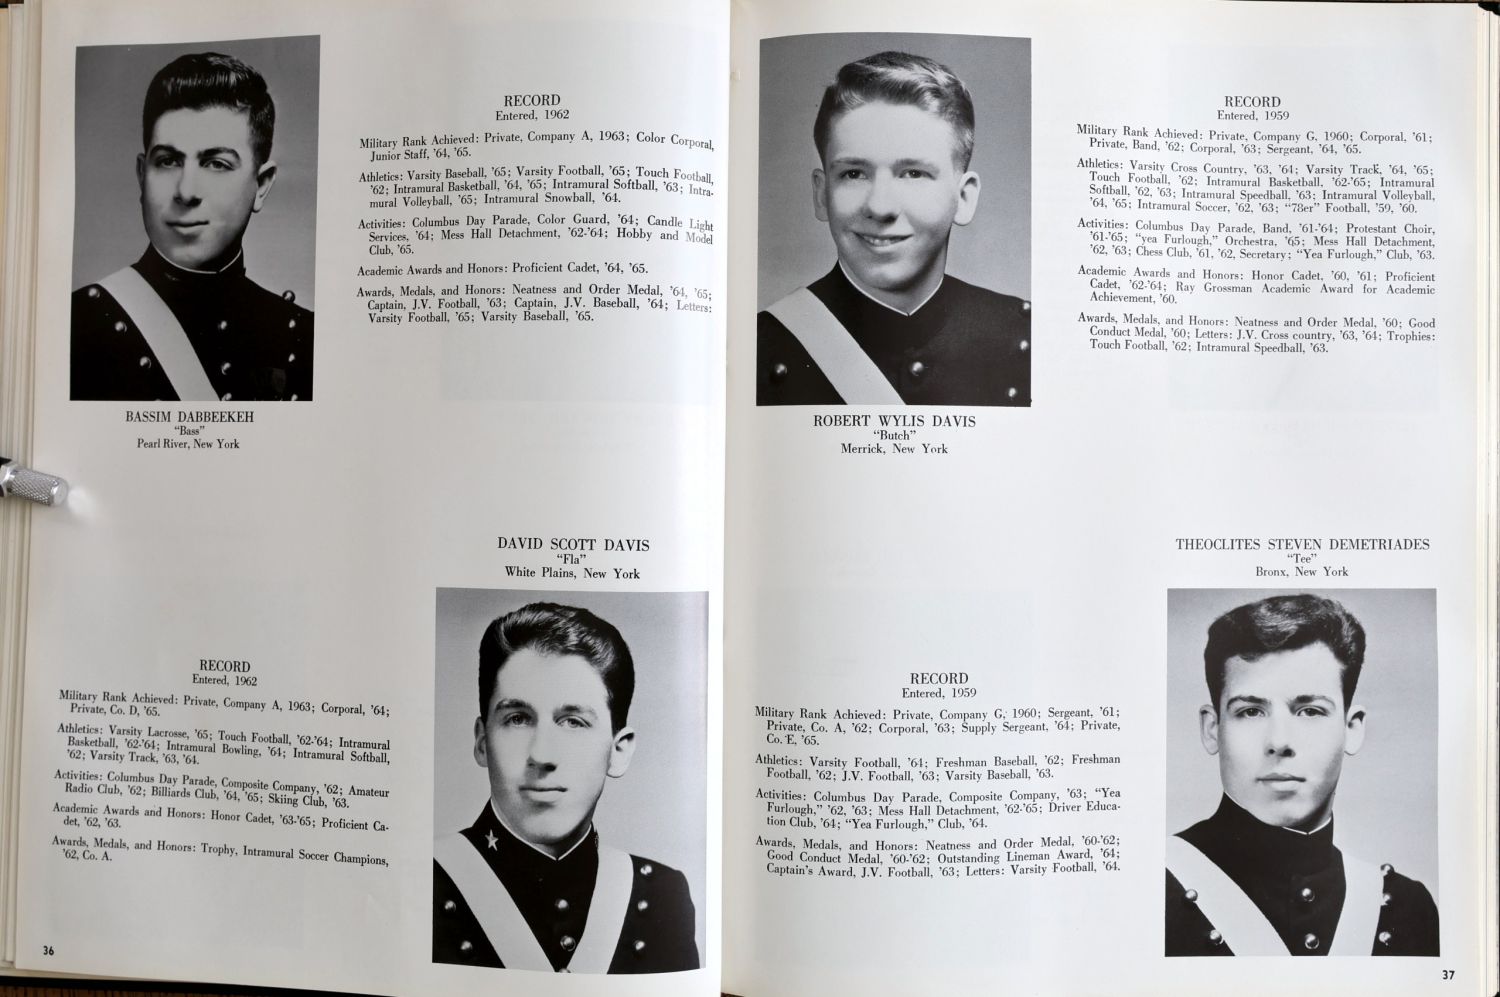 RECORD
Entered, 1962
Military Rank Achieved: Private, Company A, 1963; Color Corporal,
Junior Staff, '64, '65.
Athletics: Varsity Baseball, '65; Varsity Football, '65; Touch Football,
'62; Intramural Basketball, '64, '65; Intramural Softball, '63; Intra-
mural Volleyball, '65; Intramural Snowball, '64.
Activities: Columbus Day Parade, Color Guard, '64; Candle Light
Services, '64; Mess Hall Detachment, '62-'64; Hobby and Model
Club, '65.
Academic Awards and Honors: Proficient Cadet, '64, '65.
Awards, Medals, and Honors: Neatness and Order Medal, '64, '65;
Captain, J.V. Football, '63; Captain, J.V. Baseball, '64; Letters:
Varsity Football, '65; Varsity Baseball, '65.
BASSIM DABBEEKEH
"Bass"
Pearl River, New York
DAVID SCOTT DAVIS
"Fla"
White Plains, New York
RECORD
Entered, 1962
Military Rank Achieved: Private, Company A, 1963; Corporal, '64;
Private, Co. D, '65.
Athletics: Varsity Lacrosse, '65; Touch Football, '62-'64; Intramural
Basketball, '62-'64; Intramural Bowling, '64; Intramural Softball,
'62; Varsity Track, '63, '64.
Activities: Columbus Day Parade, Composite Company, '62; Amateur
Radio Club, '62; Billiards Club, '64, '65; Skiing Club, '63.
Academic Awards and Honors: Honor Cadet, '63-'65; Proficient Ca-
det, '62, '63.
Awards, Medals, and Honors: Trophy, Intramural Soccer Champions,
'62, Co. A.
36
RECORD
Entered, 1959
Military Rank Achieved: Private, Company G, 1960; Corporal, '61;
Private, Band, '62; Corporal, '63; Sergeant, '64, '65.
Athletics: Varsity Cross Country, '63, '64; Varsity Track, '64, '65;
Touch Football, '62; Intramural Basketball, '62-'65; Intramural
Softball, '62, '63; Intramural Speedball, '63; Intramural Volleyball,
'64, '65; Intramural Soccer, '62, '63; "78er" Football, '59, '60.
Activities: Columbus Day Parade, Band, '61-'64; Protestant Choir,
'61-'65; "yea Furlough," Orchestra, '65; Mess Hall Detachment,
'62, '63; Chess Club, '61, '62, Secretary; "Yea Furlough," Club, '63.
Academic Awards and Honors: Honor Cadet, '60, '61; Proficient
Cadet, '62-'64; Ray Grossman Academic Award for Academic
Achievement, '60.
Awards, Medals, and Honors: Neatness and Order Medal, '60; Good
Conduct Medal, '60; Letters: J.V. Cross country, '63, '64; Trophies:
Touch Football, '62; Intramural Speedball, '63.
ROBERT WYLIS DAVIS
"Butch"
Merrick, New York
THEOCLITES STEVEN DEMETRIADES
"Tee"
Bronx, New York
RECORD
Entered, 1959
Military Rank Achieved: Private, Company G, 1960; Sergeant, '61;
Private, Co. A, '62; Corporal, '63; Supply Sergeant, '64; Private,
Co. E, '65.
Athletics: Varsity Football, '64; Freshman Baseball, '62; Freshman
Football, '62; J.V. Football, '63; Varsity Baseball, '63.
Activities: Columbus Day Parade, Composite Company, '63; "Yea
Furlough," '62, '63; Mess Hall Detachment, '62-'65; Driver Educa-
tion Club, '64; "Yea Furlough," Club, '64.
Awards, Medals, and Honors: Neatness and Order Medal, '60-'62;
Good Conduct Medal, '60-'62; Outstanding Lineman Award, '64;
Captain's Award, J.V. Football, '63; Letters: Varsity Football, '64.
37